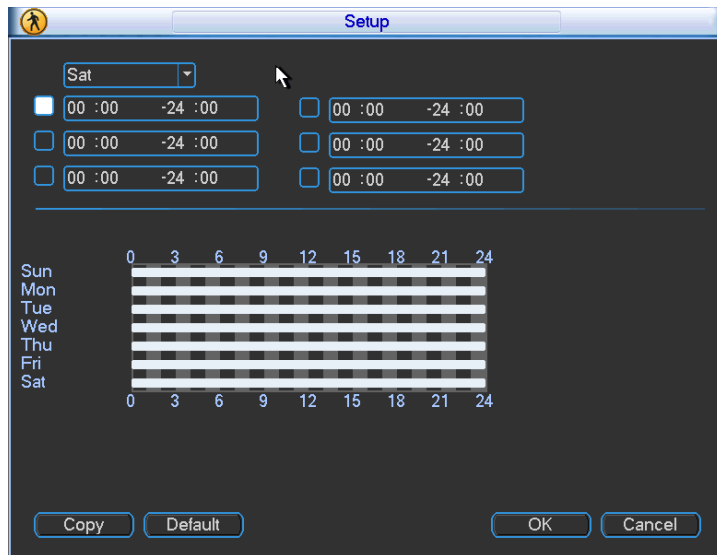 Setup
Sat
00 :00 -24 :00 00 :00 -24 :00
00 :00 -24 :00 00 :00 -24 :00
00 :00 -24 :00 00 :00 -24 :00
0 3 6 9 12 15 18 21 24
Sun
Mon
Tue
Wed
Thu
Fri
Sat
0 3 6 9 12 15 18 21 24
Copy Default OK Cancel